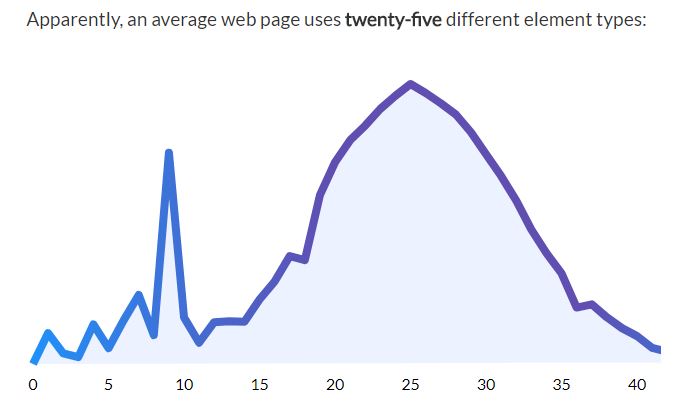 Apparently, an average web page uses twenty-five different element types:
0 5 10 15 20 25 30 35 40